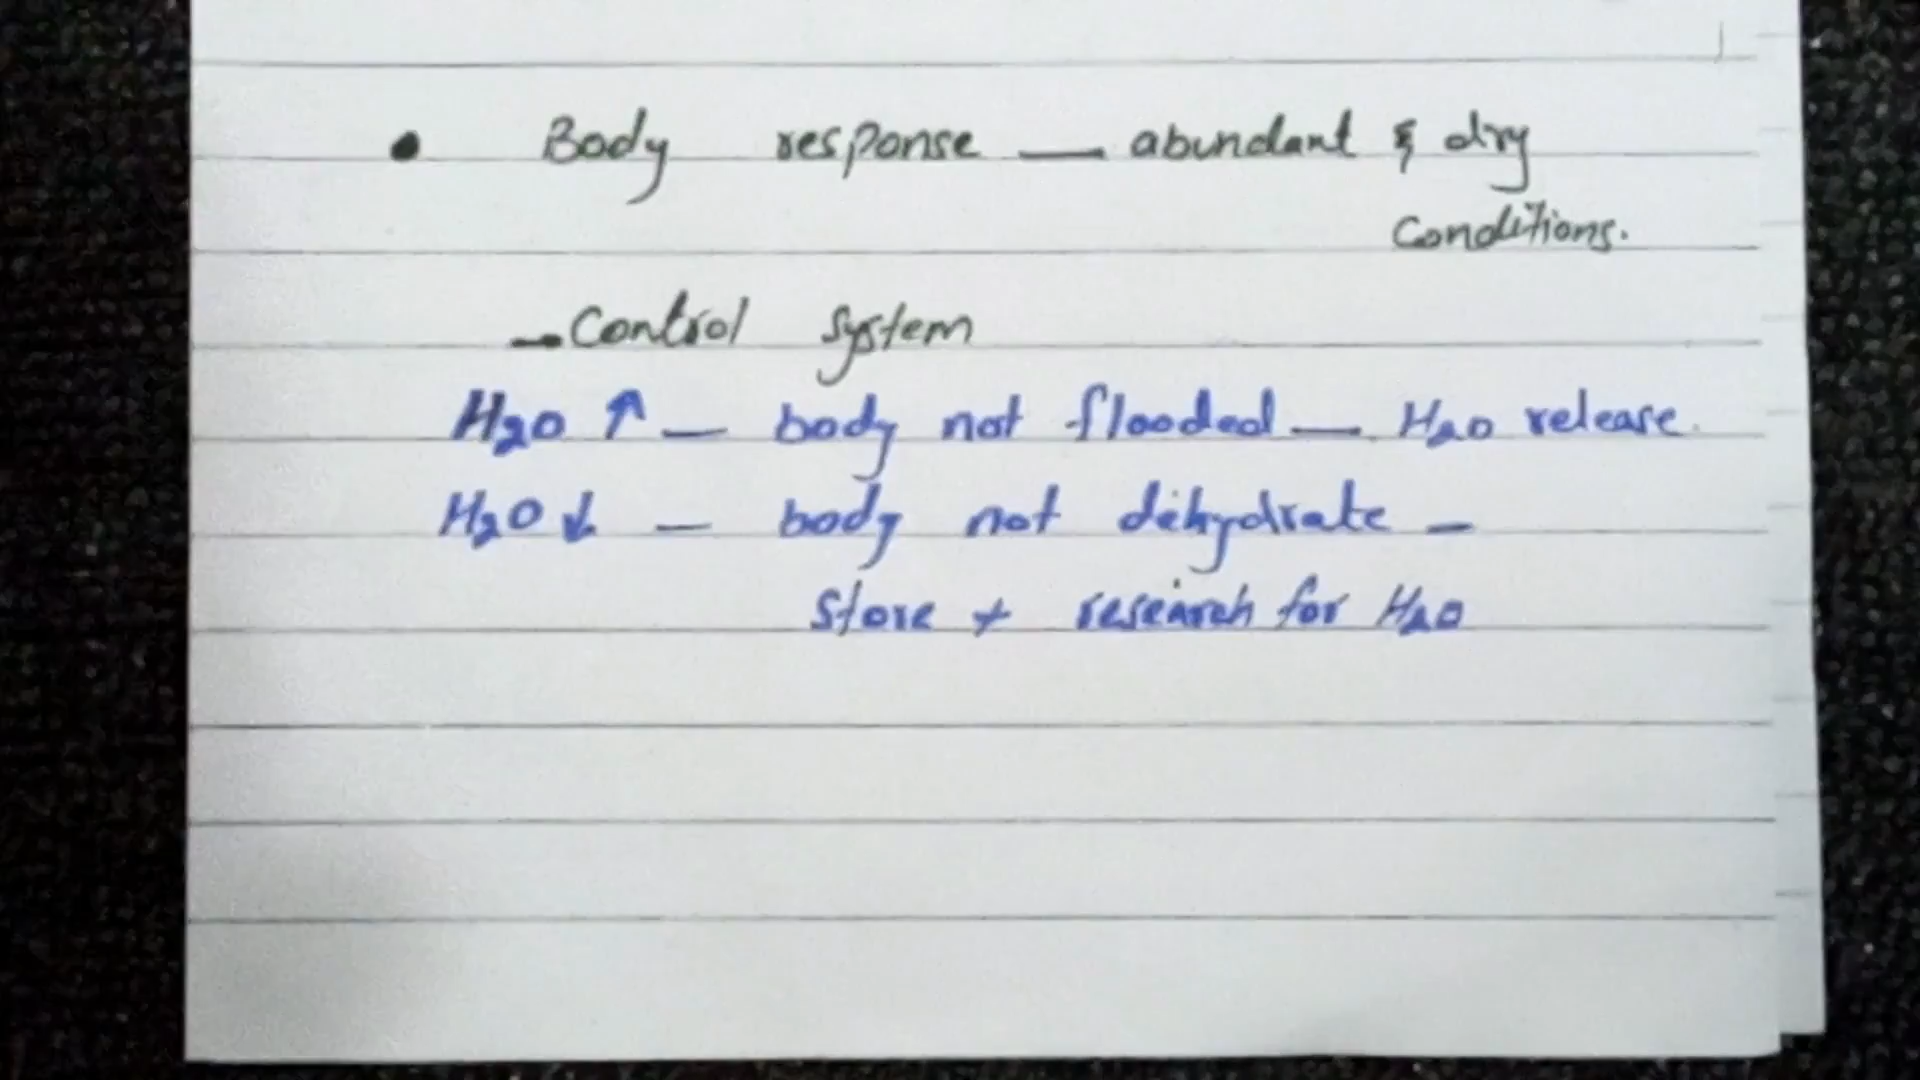 • Body response — abundant & dry
Conditions.
– Control system
H2O ↑ — body not flooded — H2O release.
H2O ↓ — body not dehydrate –
Store + research for H2O